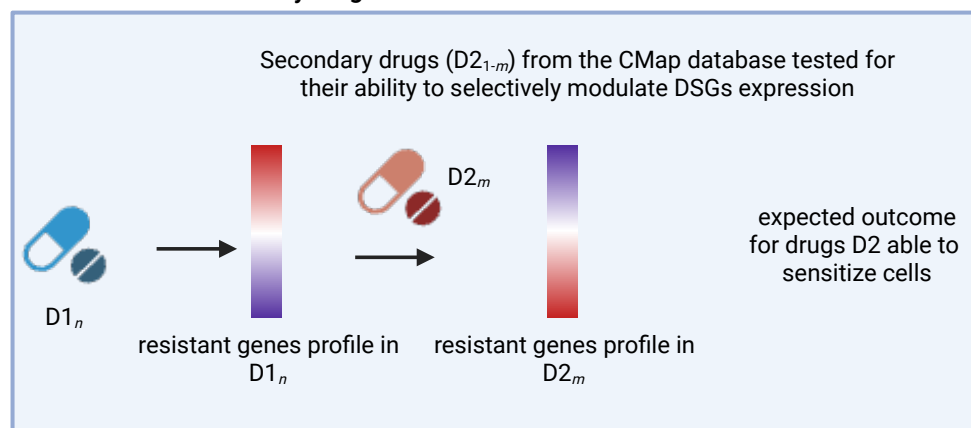 Secondary drugs (D2₁₋ₘ) from the CMap database tested for
their ability to selectively modulate DSGs expression
D2ₘ
D1ₙ
resistant genes profile in
D1ₙ
resistant genes profile in
D2ₘ
expected outcome
for drugs D2 able to
sensitize cells